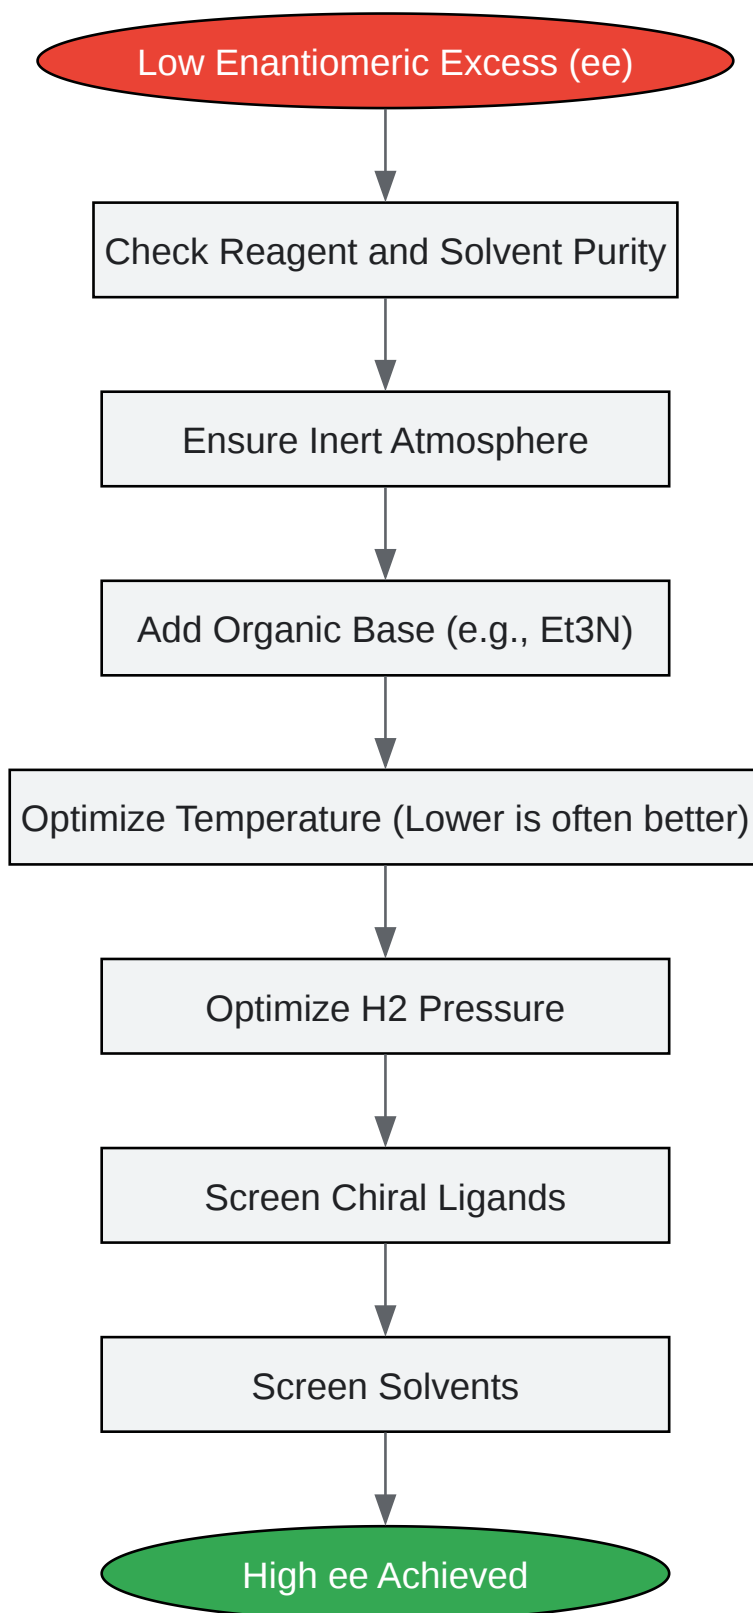 Low Enantiomeric Excess (ee)
Check Reagent and Solvent Purity
Ensure Inert Atmosphere
Add Organic Base (e.g., Et3N)
Optimize Temperature (Lower is often better)
Optimize H2 Pressure
Screen Chiral Ligands
Screen Solvents
High ee Achieved